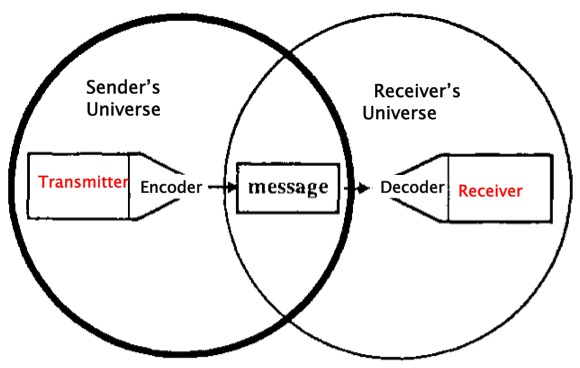 Sender's
Universe
Receiver's
Universe
Transmitter
Encoder
message
Decoder
Receiver